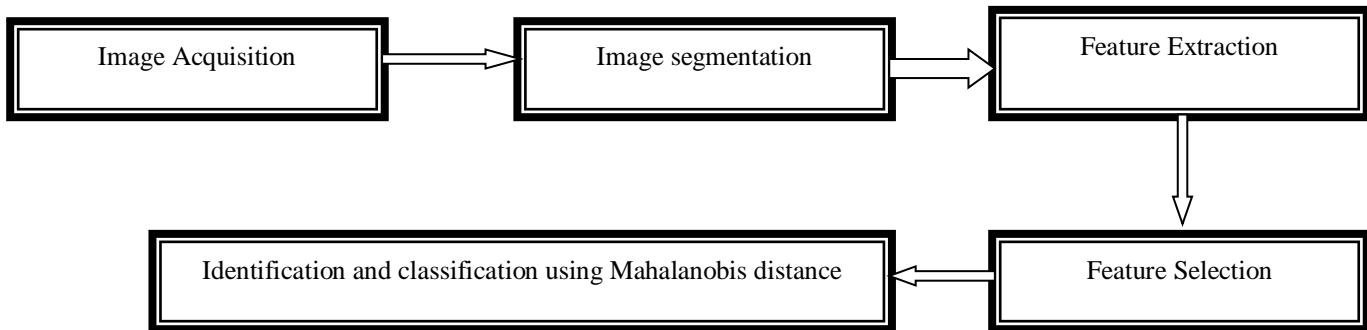 Image Acquisition
Image segmentation
Feature Extraction
Feature Selection
Identification and classification using Mahalanobis distance